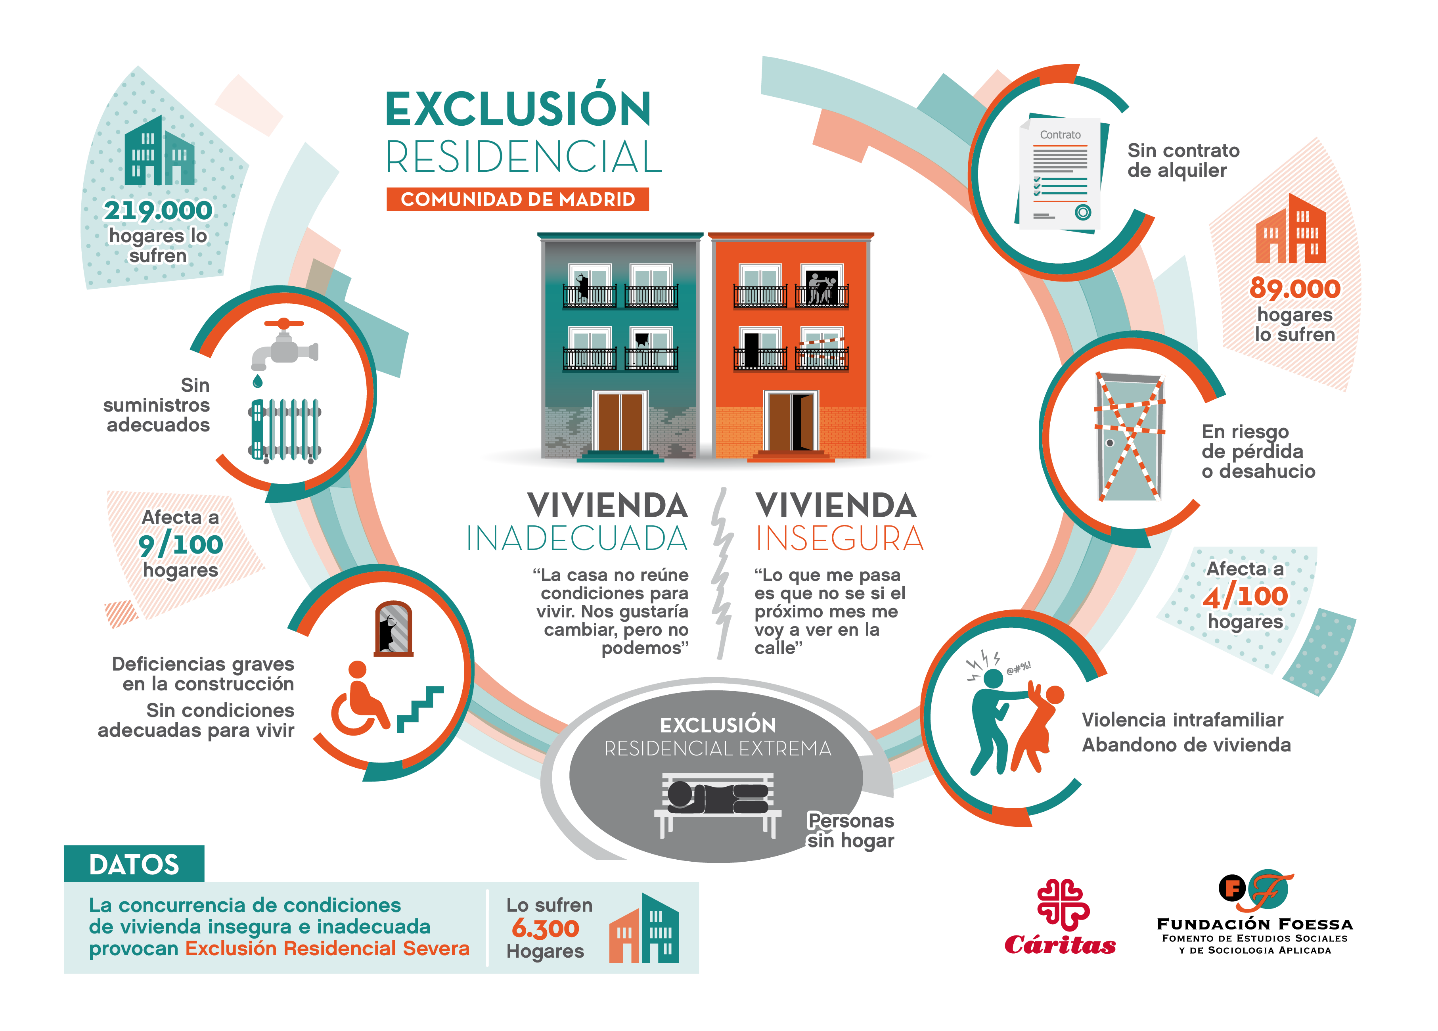 EXCLUSIÓN
RESIDENCIAL
COMUNIDAD DE MADRID
219.000
hogares lo
sufren
Sin
suministros
adecuados
Afecta a
9/100
hogares
Deficiencias graves
en la construcción
Sin condiciones
adecuadas para vivir
VIVIENDA
INADECUADA
“La casa no reúne
condiciones para
vivir. Nos gustaría
cambiar, pero no
podemos”
VIVIENDA
INSEGURA
“Lo que me pasa
es que no se si el
próximo mes me
voy a ver en la
calle”
Contrato
Sin contrato
de alquiler
89.000
hogares
lo sufren
En riesgo
de pérdida
o desahucio
Afecta a
4/100
hogares
@#%!
Violencia intrafamiliar
Abandono de vivienda
EXCLUSIÓN
RESIDENCIAL EXTREMA
Personas
sin hogar
DATOS
La concurrencia de condiciones
de vivienda insegura e inadecuada
provocan Exclusión Residencial Severa
Lo sufren
6.300
Hogares
Cáritas
F F
FUNDACIÓN FOESSA
FOMENTO DE ESTUDIOS SOCIALES
Y DE SOCIOLOGIA APLICADA